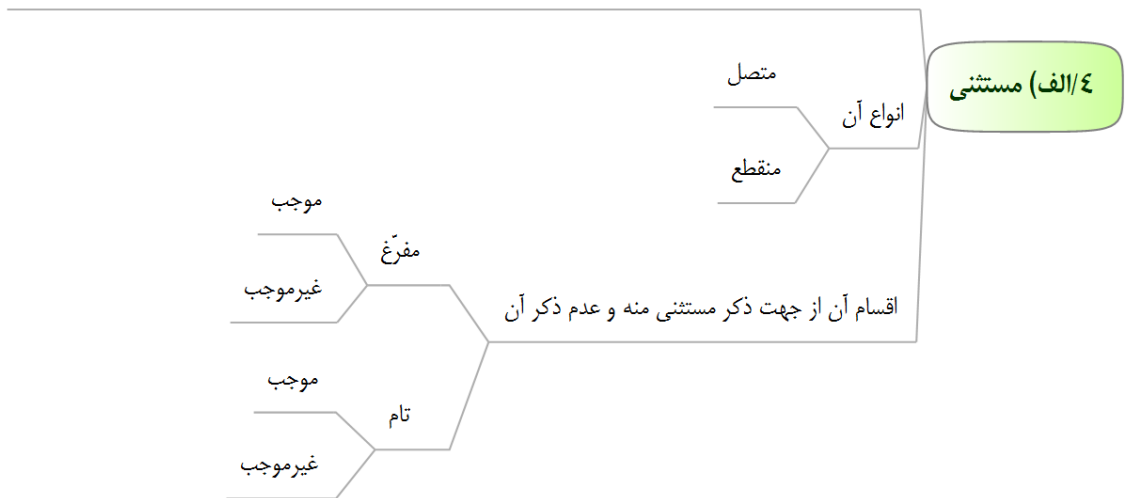 ٤/الف) مستثنی
انواع آن
متصل
منقطع
اقسام آن از جهت ذکر مستثنی منه و عدم ذکر آن
مفرّغ
موجب
غیرموجب
تام
موجب
غیرموجب